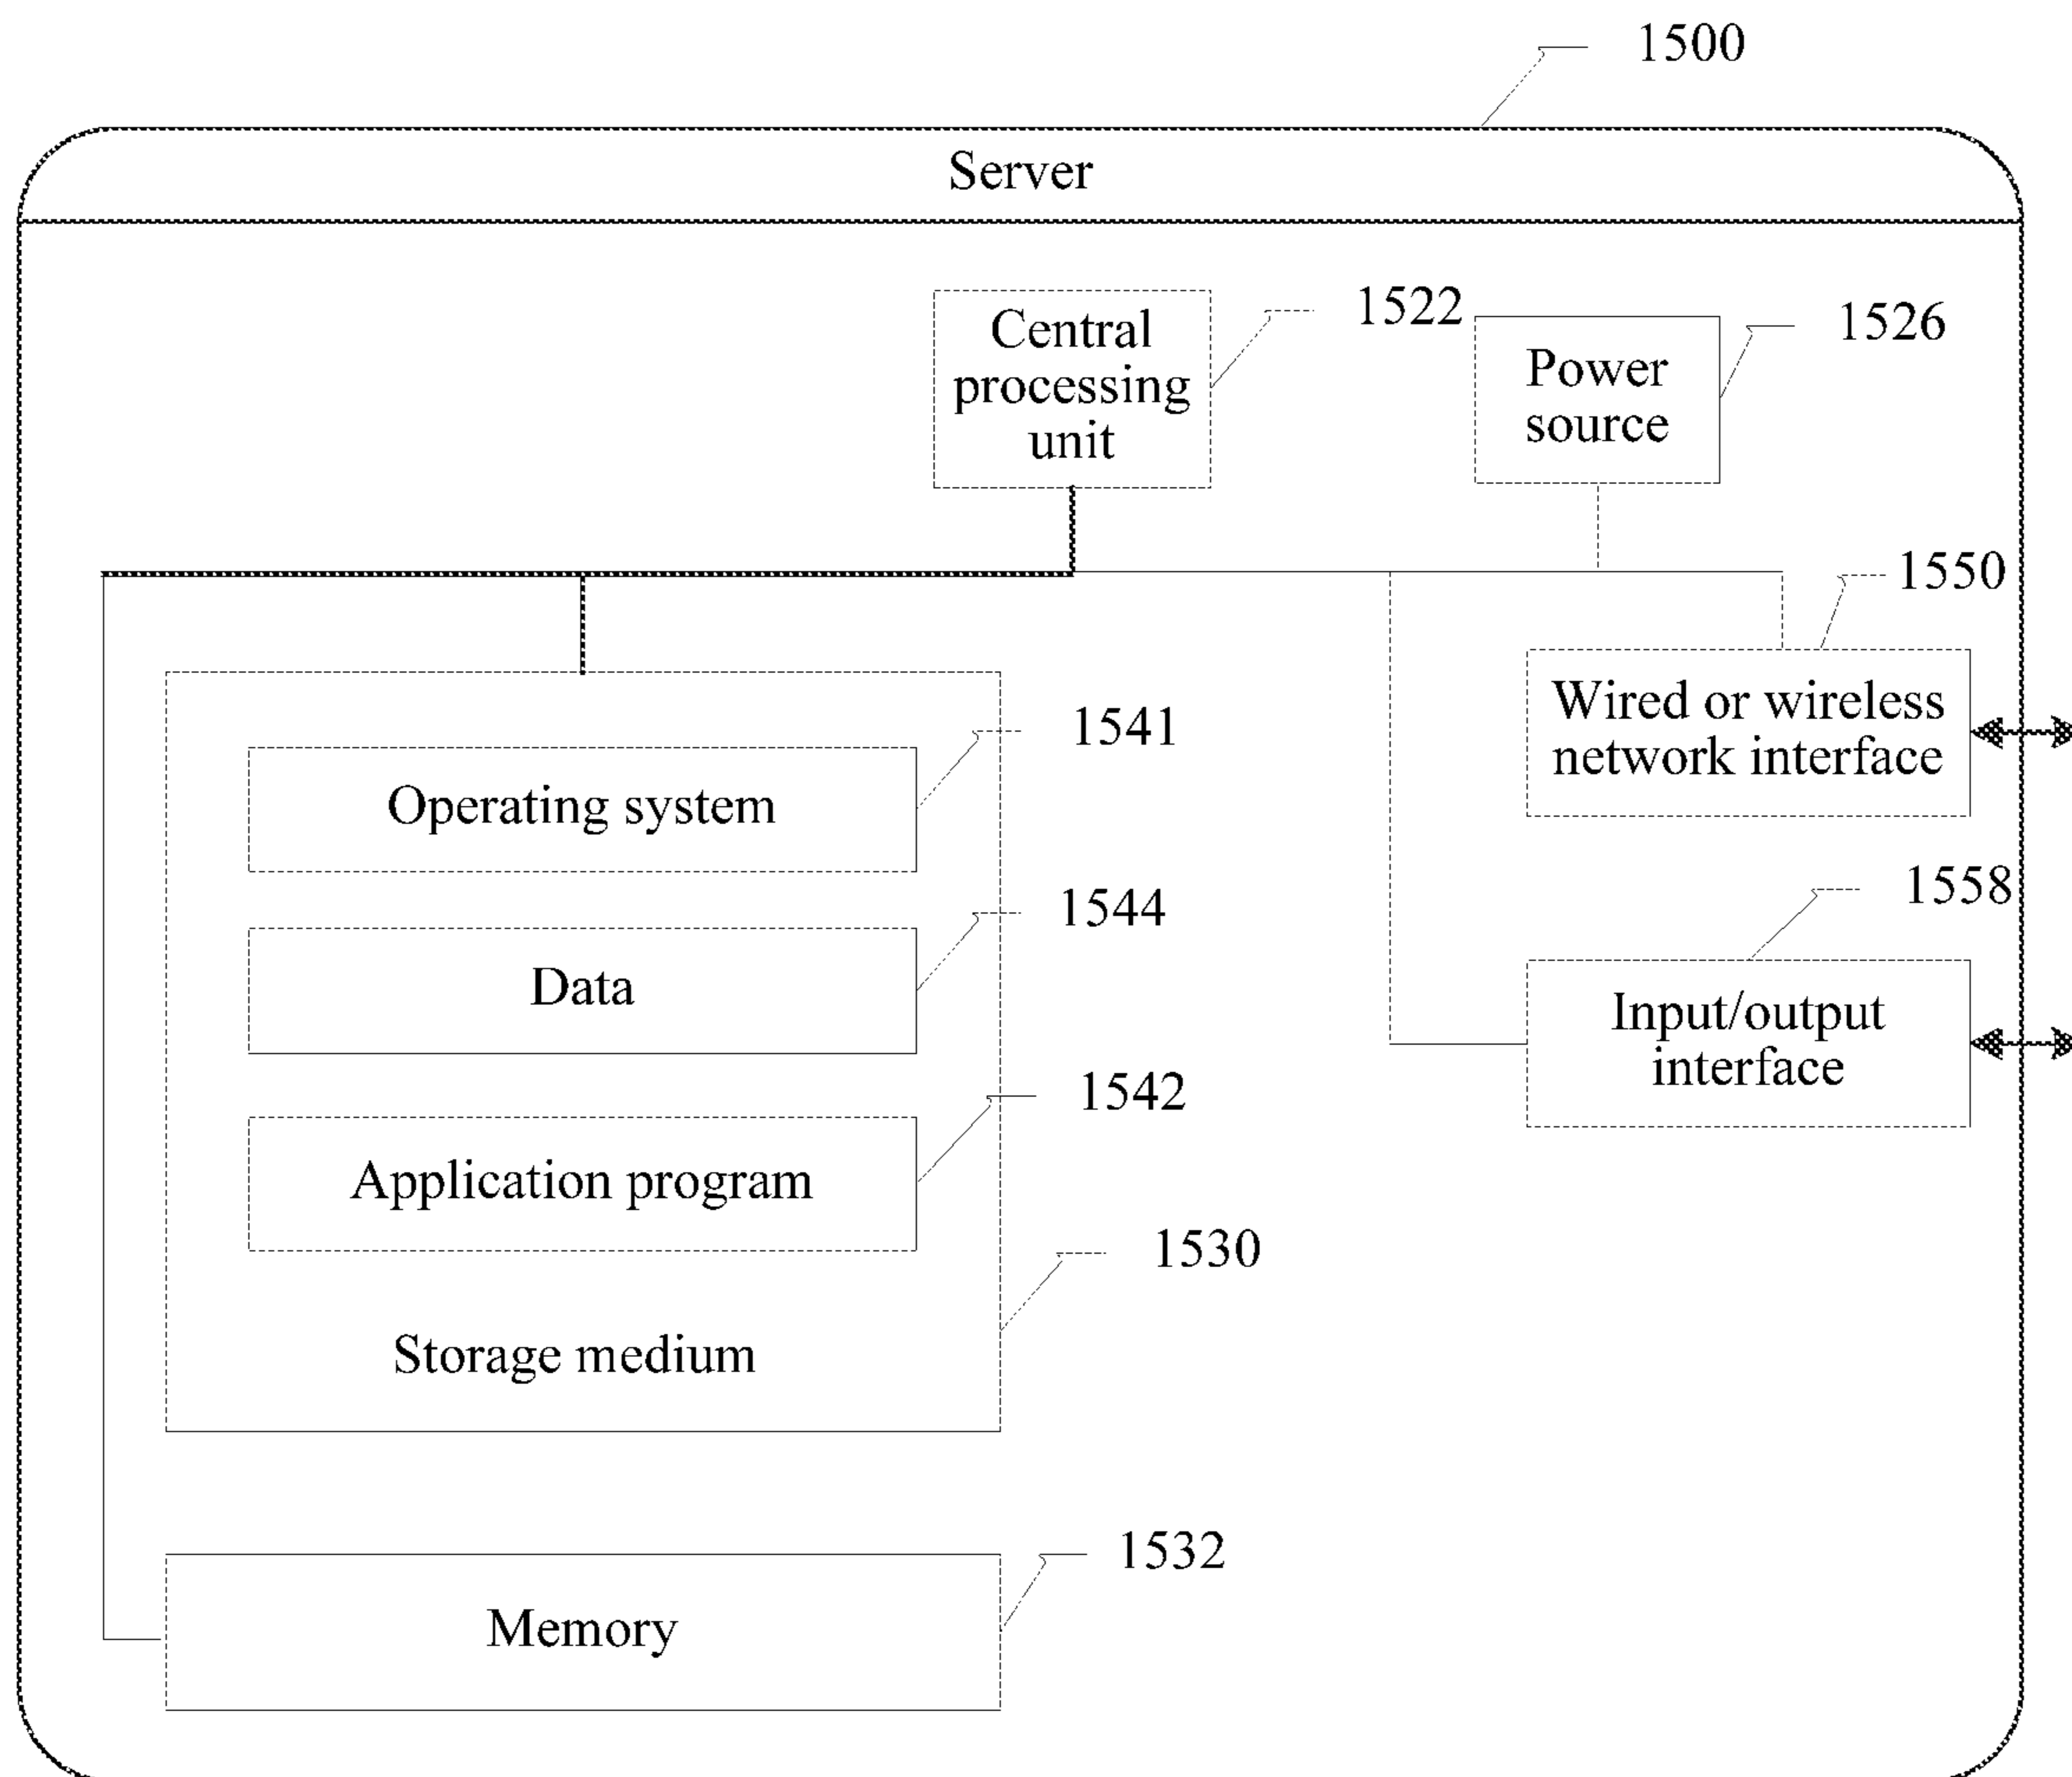 1500
Server
Central
processing
unit
1522
Power
source
1526
1550
Wired or wireless
network interface
1541
Operating system
1544
Data
1558
Input/output
interface
1542
Application program
1530
Storage medium
1532
Memory